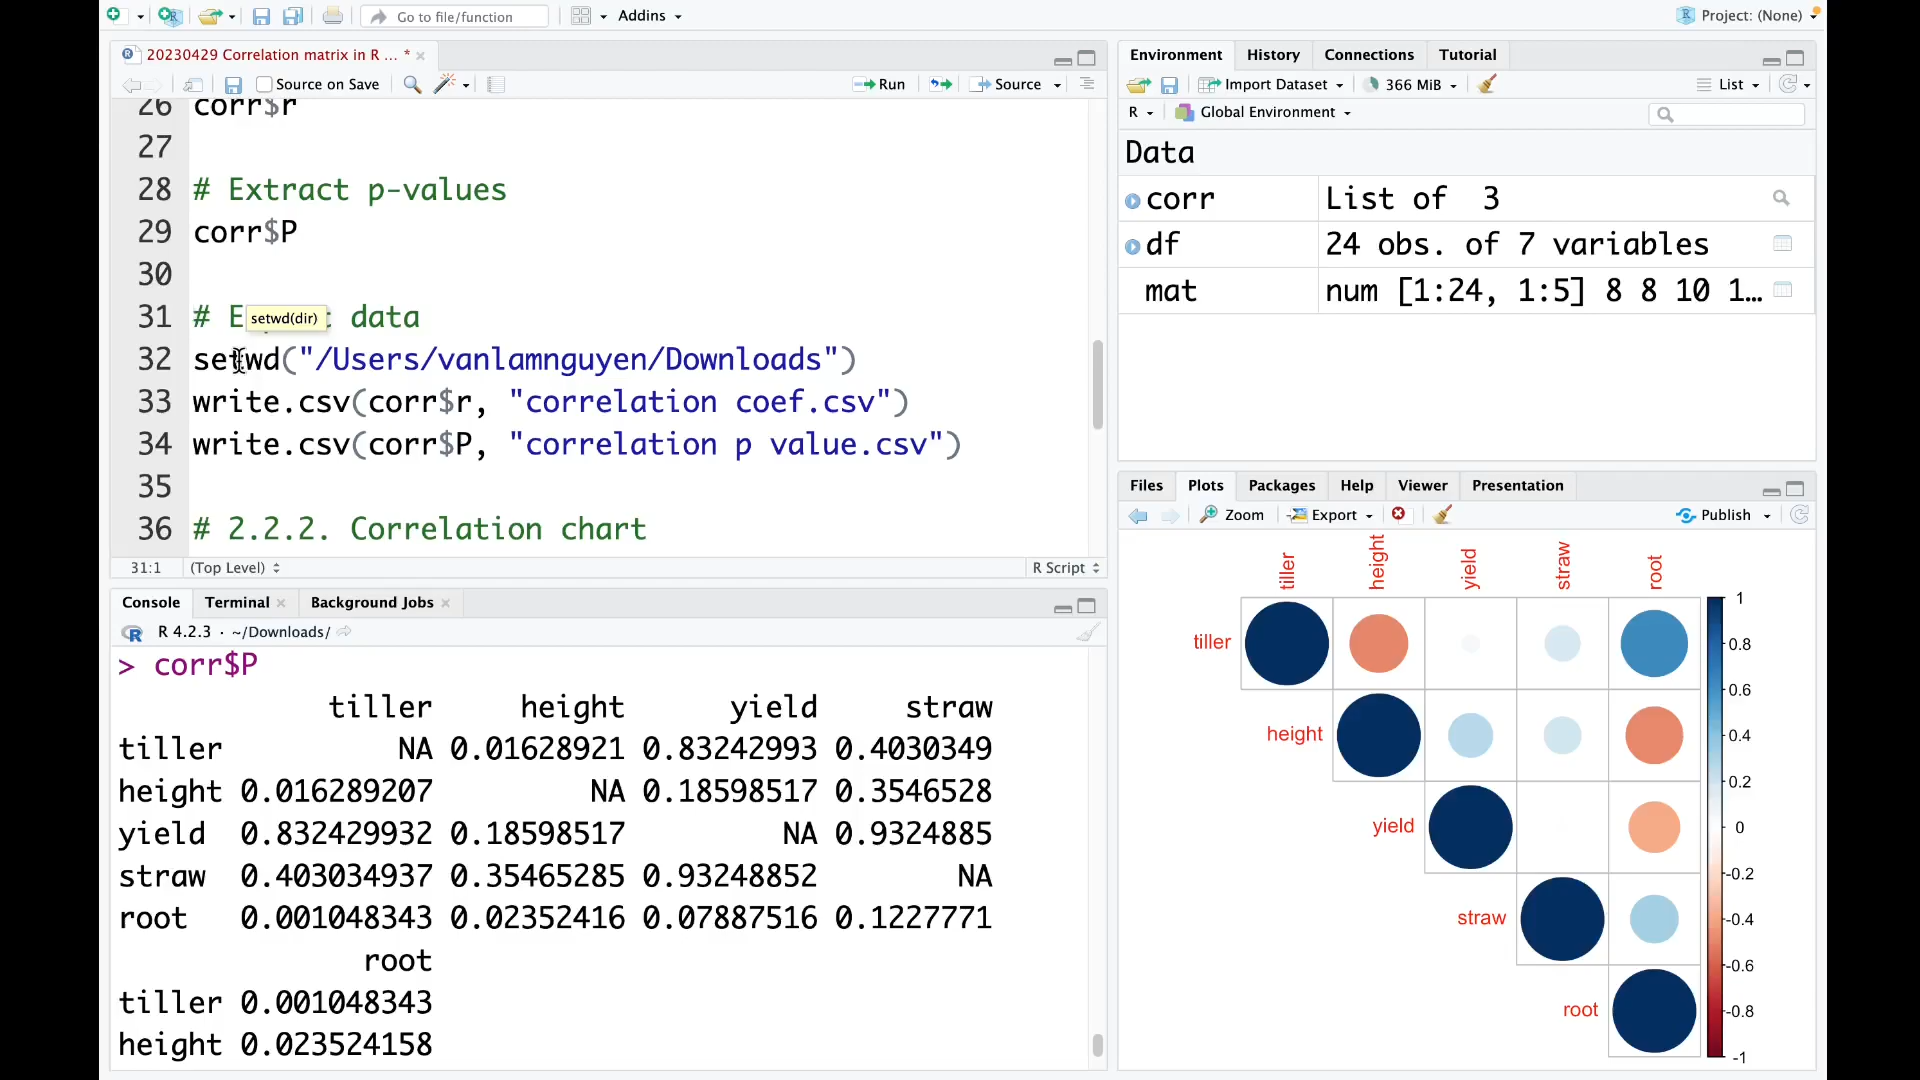 Go to file/function
Addins
Project: (None)
20230429 Correlation matrix in R ... *
Source on Save
Run
Source
26 corr$r
27
28 # Extract p-values
29 corr$P
30
31 # E data
setwd(dir)
32 setwd("/Users/vanlamnguyen/Downloads")
33 write.csv(corr$r, "correlation coef.csv")
34 write.csv(corr$P, "correlation p value.csv")
35
36 # 2.2.2. Correlation chart
31:1 (Top Level) R Script
Console Terminal Background Jobs
R 4.2.3 · ~/Downloads/
> corr$P
tiller height yield straw
tiller NA 0.01628921 0.83242993 0.4030349
height 0.016289207 NA 0.18598517 0.3546528
yield 0.832429932 0.18598517 NA 0.9324885
straw 0.403034937 0.35465285 0.93248852 NA
root 0.001048343 0.02352416 0.07887516 0.1227771
root
tiller 0.001048343
height 0.023524158
Environment History Connections Tutorial
Import Dataset 366 MiB List
R Global Environment
Data
corr List of 3
df 24 obs. of 7 variables
mat num [1:24, 1:5] 8 8 10 1…
Files Plots Packages Help Viewer Presentation
Zoom Export Publish
tiller height yield straw root
tiller
height
yield
straw
root
1
0.8
0.6
0.4
0.2
0
-0.2
-0.4
-0.6
-0.8
-1